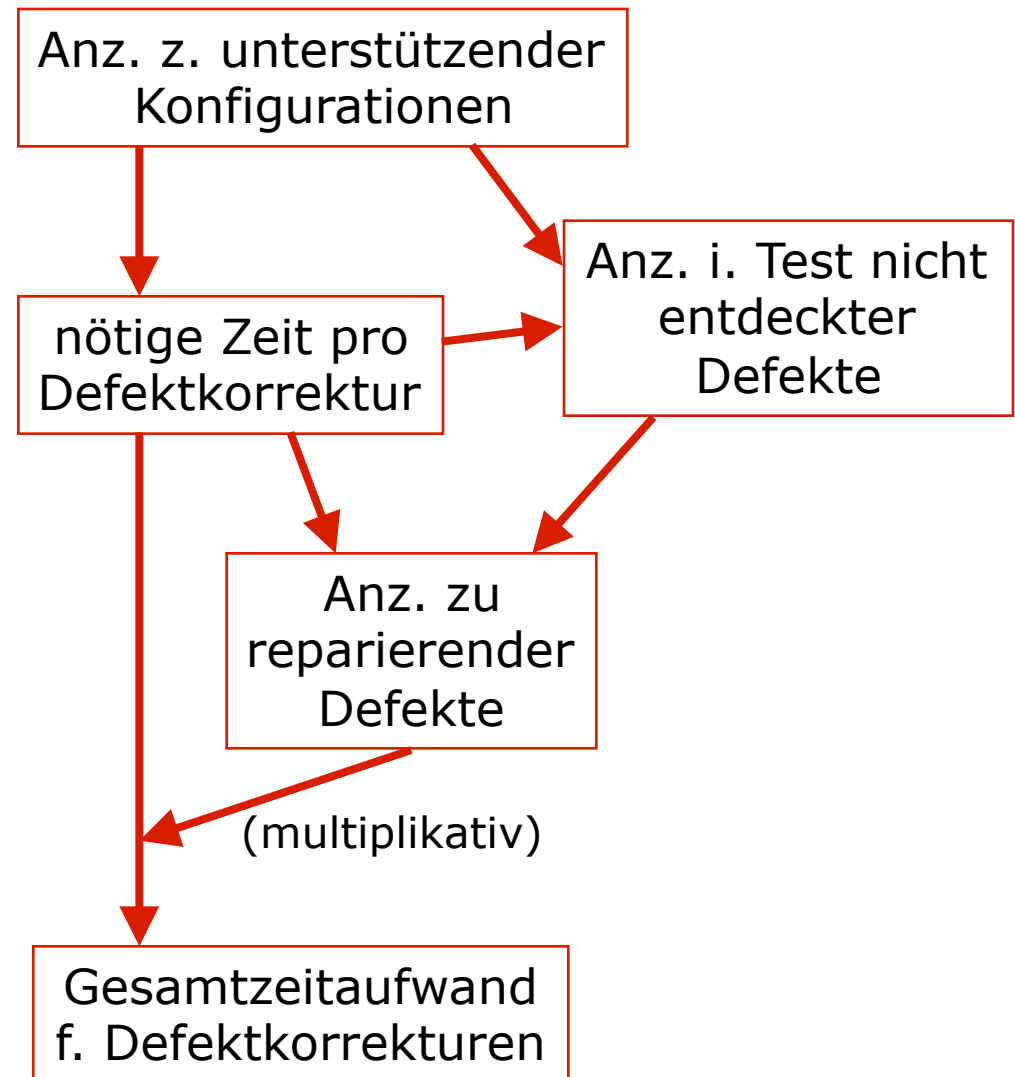 Anz. z. unterstützender
Konfigurationen
Anz. i. Test nicht
entdeckter
Defekte
nötige Zeit pro
Defektkorrektur
Anz. zu
reparierender
Defekte
(multiplikativ)
Gesamtzeitaufwand
f. Defektkorrekturen